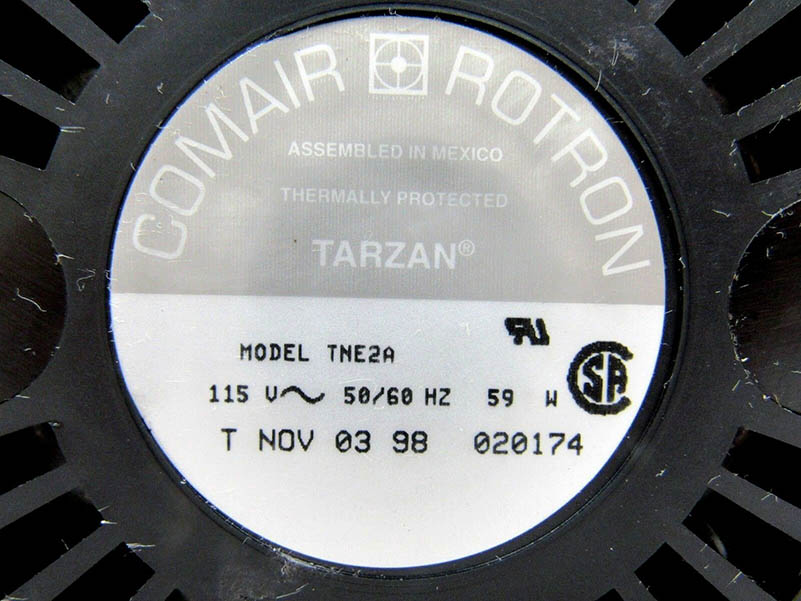 COMAIR ROTRON
ASSEMBLED IN MEXICO
THERMALLY PROTECTED
TARZAN®
MODEL TNE2A
115 V~ 50/60 HZ 59 W
T NOV 03 98 020174